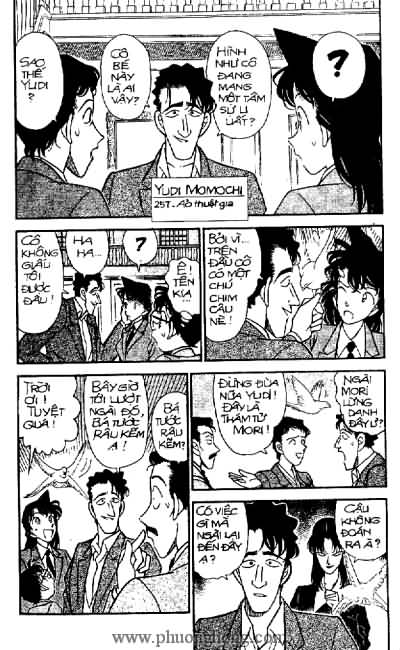 SAO
THẾ
YUDI
?
CÔ
BÉ
NÀY
LÀ AI
VẬY?
HÌNH
NHƯ CÔ
ĐANG
MANG
MỘT TÂM
SỰ U
UẤT?
?
YUDI MOMOCHI
25T - Ảo thuật gia
CÔ
KHÔNG
GIẤU
TÔI
ĐƯỢC
ĐÂU!
HA
HA...
?
Ê!
TÊN
KIA...
BỞI VÌ...
TRÊN
ĐẦU CÔ
CÓ MỘT
CHÚ
CHIM
CÂU
NÈ!
TRỜI
ƠI!
TUYỆT
QUÁ!
BÂY GIỜ
TỚI LƯỢT
NGÀI ĐÓ,
BÁ TƯỚC
RÂU KẼM
Ạ!
BÁ
TƯỚC
RÂU
KẼM?
ĐỪNG ĐÙA
NỮA YUDI!
ĐÂY LÀ
THÁM TỬ
MORI!
NGÀI
MORI
LỪNG
DANH
ĐẤY Ư?
CÓ VIỆC
GÌ MÀ
NGÀI LẠI
ĐẾN ĐÂY
Ạ?
CẬU
KHÔNG
ĐOÁN
RA À?